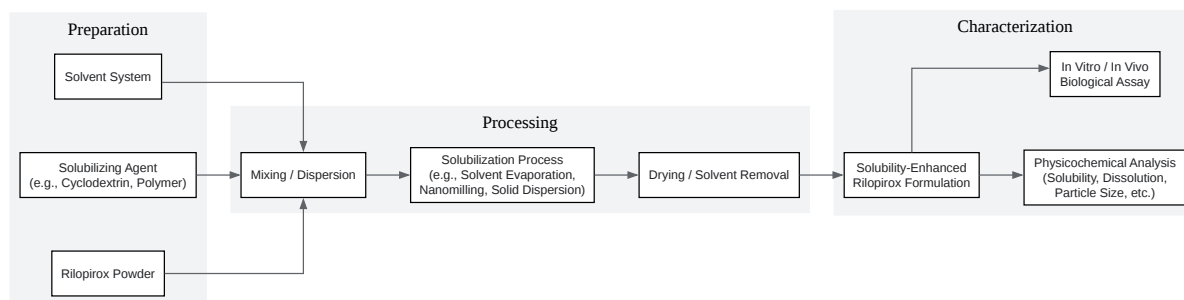 Preparation
Solvent System
Solubilizing Agent
(e.g., Cyclodextrin, Polymer)
Rilopirox Powder
Processing
Mixing / Dispersion
Solubilization Process
(e.g., Solvent Evaporation,
Nanomilling, Solid Dispersion)
Drying / Solvent Removal
Characterization
In Vitro / In Vivo
Biological Assay
Solubility-Enhanced
Rilopirox Formulation
Physicochemical Analysis
(Solubility, Dissolution,
Particle Size, etc.)